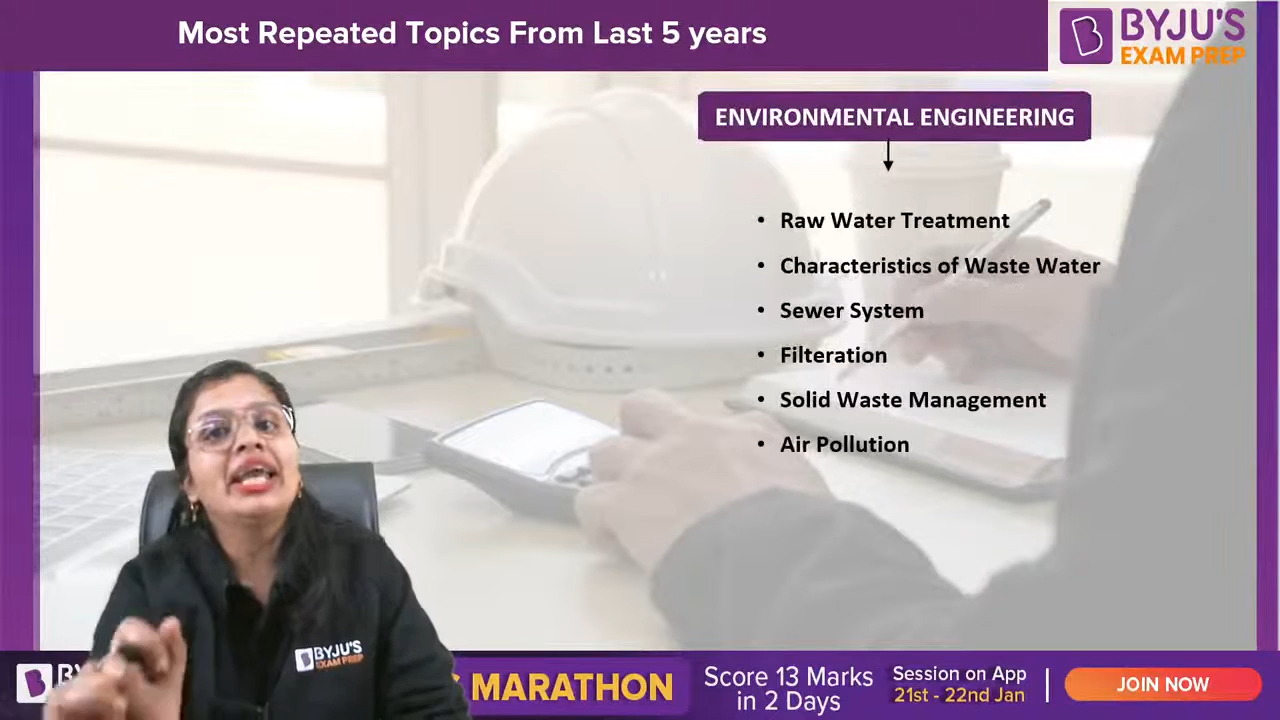 Most Repeated Topics From Last 5 years
BYJU'S
EXAM PREP
ENVIRONMENTAL ENGINEERING
• Raw Water Treatment
• Characteristics of Waste Water
• Sewer System
• Filteration
• Solid Waste Management
• Air Pollution
BYJU'S
EXAM PREP
MARATHON
Score 13 Marks
in 2 Days
Session on App
21st - 22nd Jan
JOIN NOW